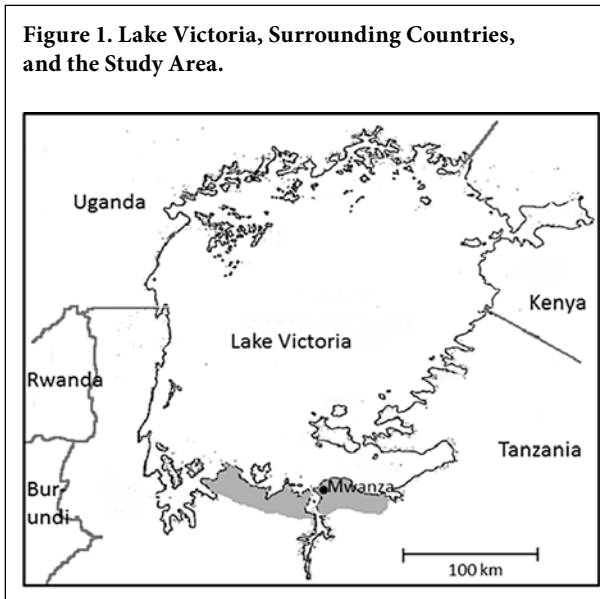 Figure 1. Lake Victoria, Surrounding Countries,
and the Study Area.
Uganda
Kenya
Lake Victoria
Rwanda
Tanzania
Bur-
undi
Mwanza
100 km